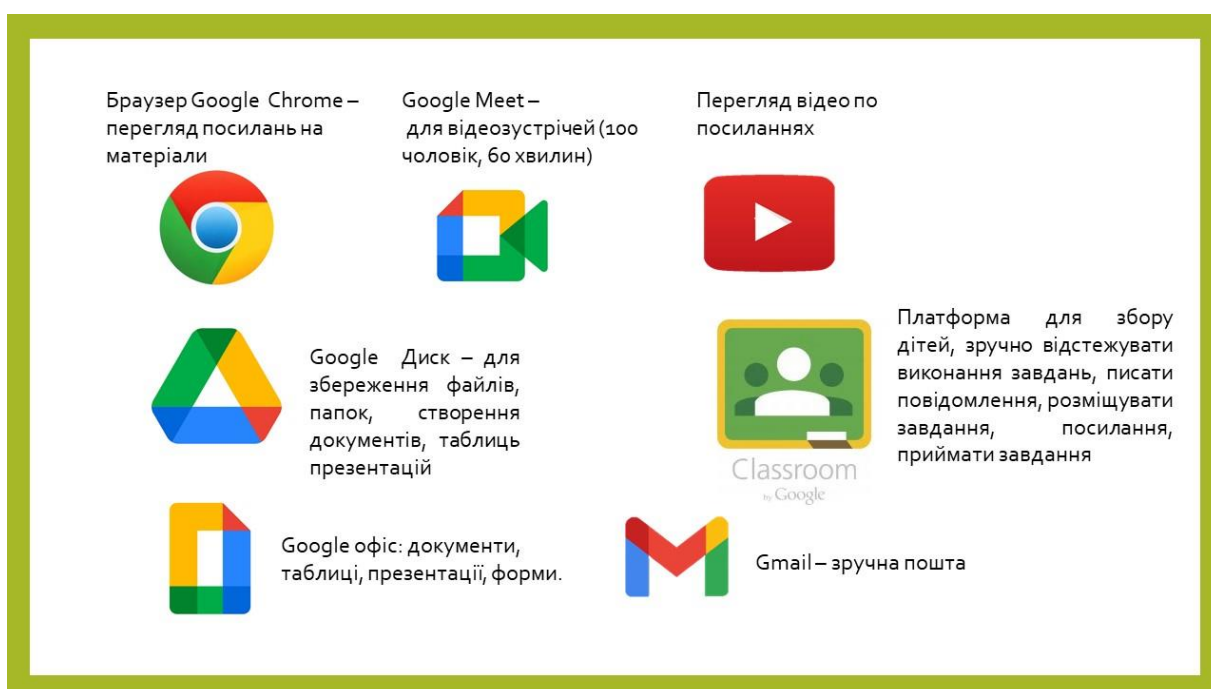 Браузер Google Chrome –
перегляд посилань на
матеріали
Google Meet –
для відеозустрічей (100
чоловік, 60 хвилин)
Перегляд відео по
посиланнях
Google Диск – для
збереження файлів,
папок, створення
документів, таблиць
презентацій
Платформа для збору
дітей, зручно відстежувати
виконання завдань, писати
повідомлення, розміщувати
завдання, посилання,
приймати завдання
Classroom
by Google
Google офіс: документи,
таблиці, презентації, форми.
Gmail – зручна пошта